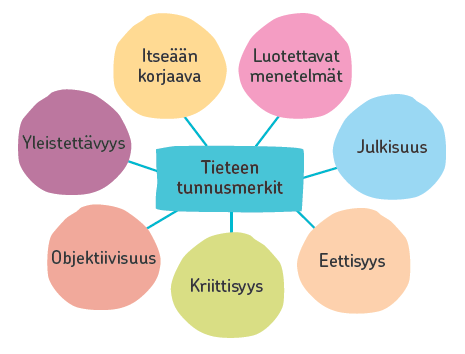 Itseään
korjaava
Luotettavat
menetelmät
Yleistettävyys
Tieteen
tunnusmerkit
Julkisuus
Objektiivisuus
Kriittisyys
Eettisyys